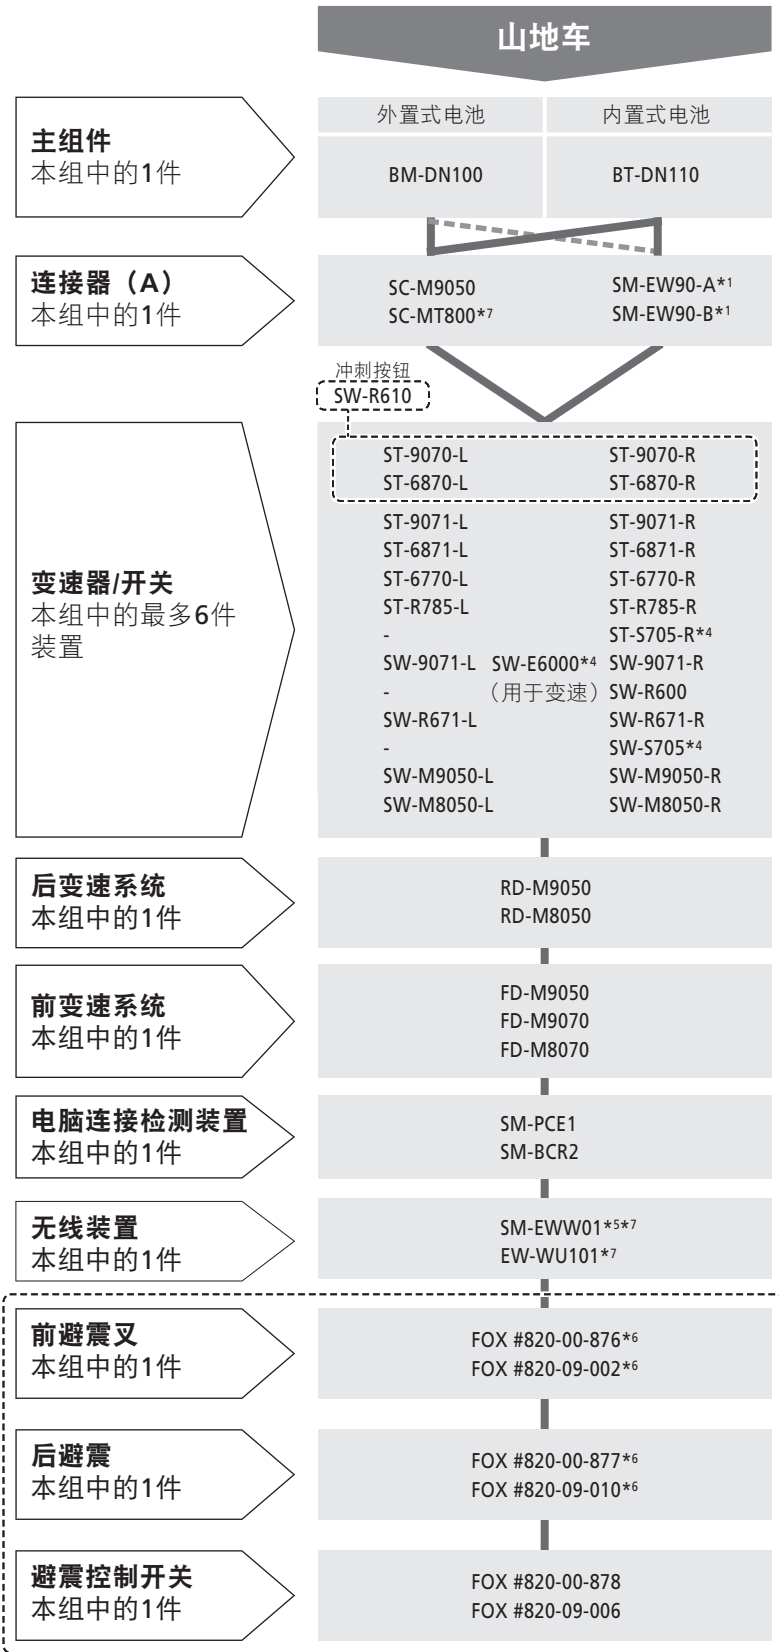 山地车
主组件
本组中的1件
外置式电池 内置式电池
BM-DN100 BT-DN110
连接器（A）
本组中的1件
SC-M9050 SM-EW90-A*1
SC-MT800*7 SM-EW90-B*1
冲刺按钮
SW-R610
变速器/开关
本组中的最多6件
装置
ST-9070-L ST-9070-R
ST-6870-L ST-6870-R
ST-9071-L ST-9071-R
ST-6871-L ST-6871-R
ST-6770-L ST-6770-R
ST-R785-L ST-R785-R
- ST-S705-R*4
SW-9071-L SW-E6000*4 SW-9071-R
- （用于变速） SW-R600
SW-R671-L SW-R671-R
- SW-S705*4
SW-M9050-L SW-M9050-R
SW-M8050-L SW-M8050-R
后变速系统
本组中的1件
RD-M9050
RD-M8050
前变速系统
本组中的1件
FD-M9050
FD-M9070
FD-M8070
电脑连接检测装置
本组中的1件
SM-PCE1
SM-BCR2
无线装置
本组中的1件
SM-EWW01*5*7
EW-WU101*7
前避震叉
本组中的1件
FOX #820-00-876*6
FOX #820-09-002*6
后避震
本组中的1件
FOX #820-00-877*6
FOX #820-09-010*6
避震控制开关
本组中的1件
FOX #820-00-878
FOX #820-09-006